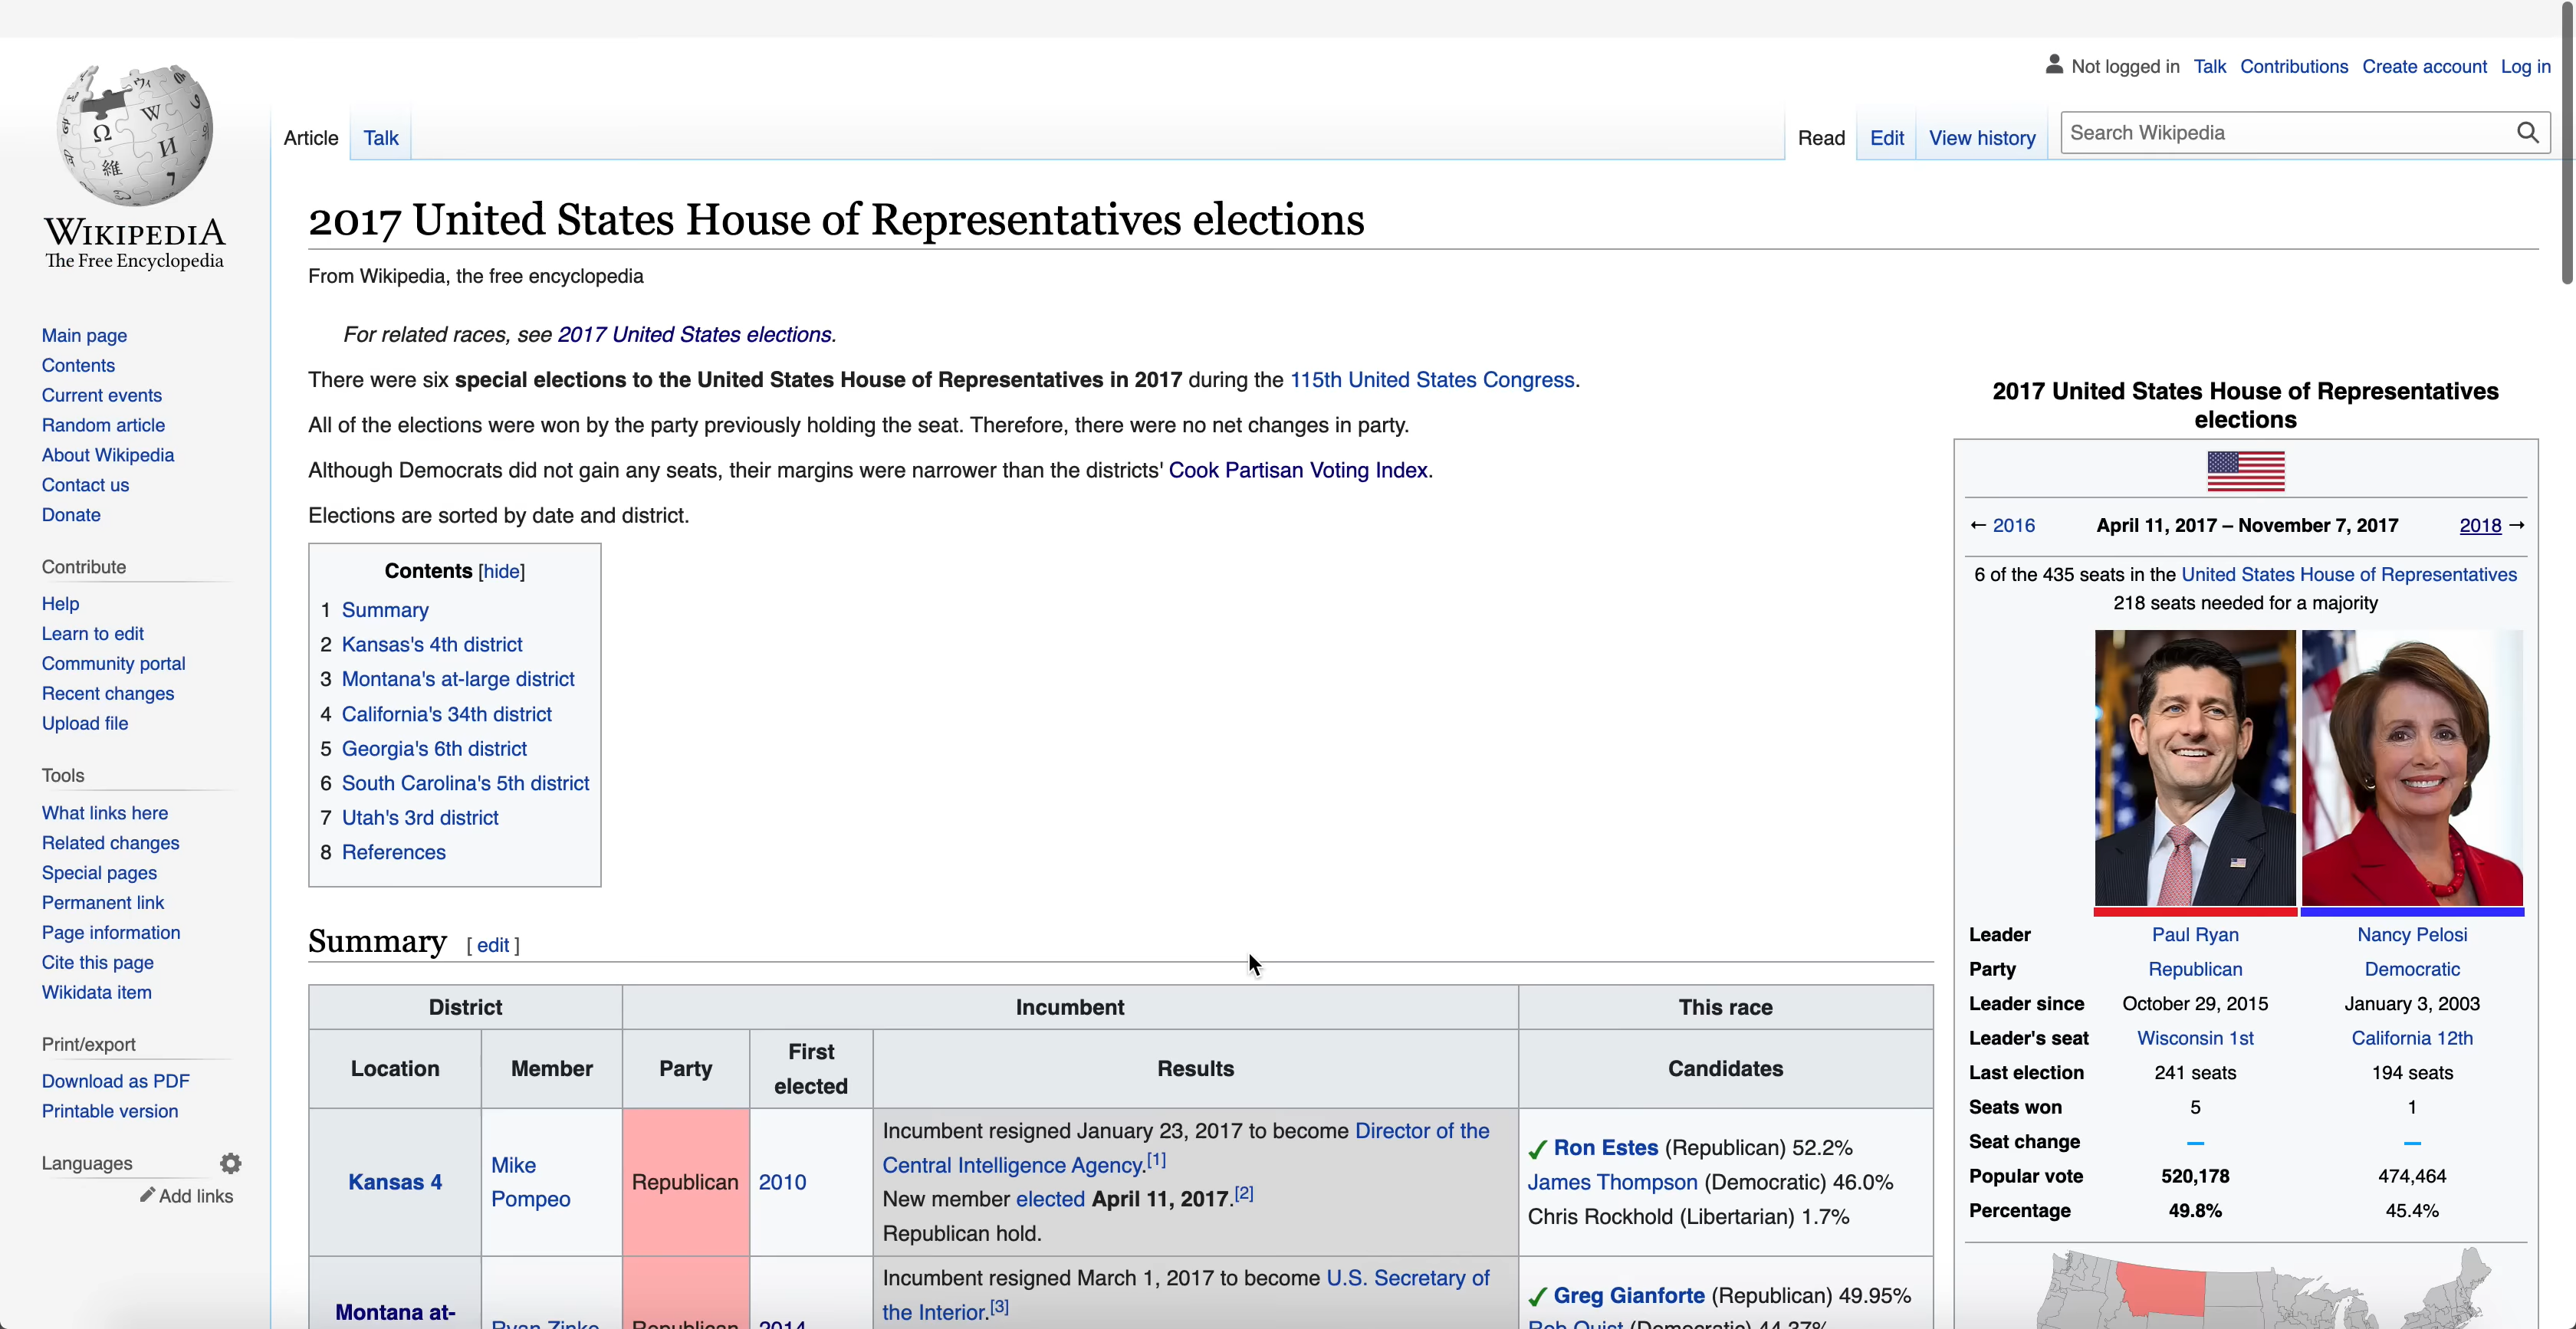 Not logged in Talk Contributions Create account Log in
Article Talk
Read Edit View history
Search Wikipedia
WIKIPEDIA
The Free Encyclopedia
Main page
Contents
Current events
Random article
About Wikipedia
Contact us
Donate
Contribute
Help
Learn to edit
Community portal
Recent changes
Upload file
Tools
What links here
Related changes
Special pages
Permanent link
Page information
Cite this page
Wikidata item
Print/export
Download as PDF
Printable version
Languages
Add links
2017 United States House of Representatives elections
From Wikipedia, the free encyclopedia
For related races, see 2017 United States elections.
There were six special elections to the United States House of Representatives in 2017 during the 115th United States Congress.
All of the elections were won by the party previously holding the seat. Therefore, there were no net changes in party.
Although Democrats did not gain any seats, their margins were narrower than the districts' Cook Partisan Voting Index.
Elections are sorted by date and district.
Contents [hide]
1 Summary
2 Kansas's 4th district
3 Montana's at-large district
4 California's 34th district
5 Georgia's 6th district
6 South Carolina's 5th district
7 Utah's 3rd district
8 References
Summary [ edit ]
District Incumbent This race
Location Member Party First elected Results Candidates
Kansas 4
Mike
Pompeo
Republican
2010
Incumbent resigned January 23, 2017 to become Director of the
Central Intelligence Agency.[1]
New member elected April 11, 2017.[2]
Republican hold.
✓ Ron Estes (Republican) 52.2%
James Thompson (Democratic) 46.0%
Chris Rockhold (Libertarian) 1.7%
Montana at-
Ryan Zinke
Republican
2014
Incumbent resigned March 1, 2017 to become U.S. Secretary of
the Interior.[3]
✓ Greg Gianforte (Republican) 49.95%
Rob Quist (Democratic) 44.37%
2017 United States House of Representatives
elections
← 2016 April 11, 2017 – November 7, 2017 2018 →
6 of the 435 seats in the United States House of Representatives
218 seats needed for a majority
Leader Paul Ryan Nancy Pelosi
Party Republican Democratic
Leader since October 29, 2015 January 3, 2003
Leader's seat Wisconsin 1st California 12th
Last election 241 seats 194 seats
Seats won 5 1
Seat change – –
Popular vote 520,178 474,464
Percentage 49.8% 45.4%